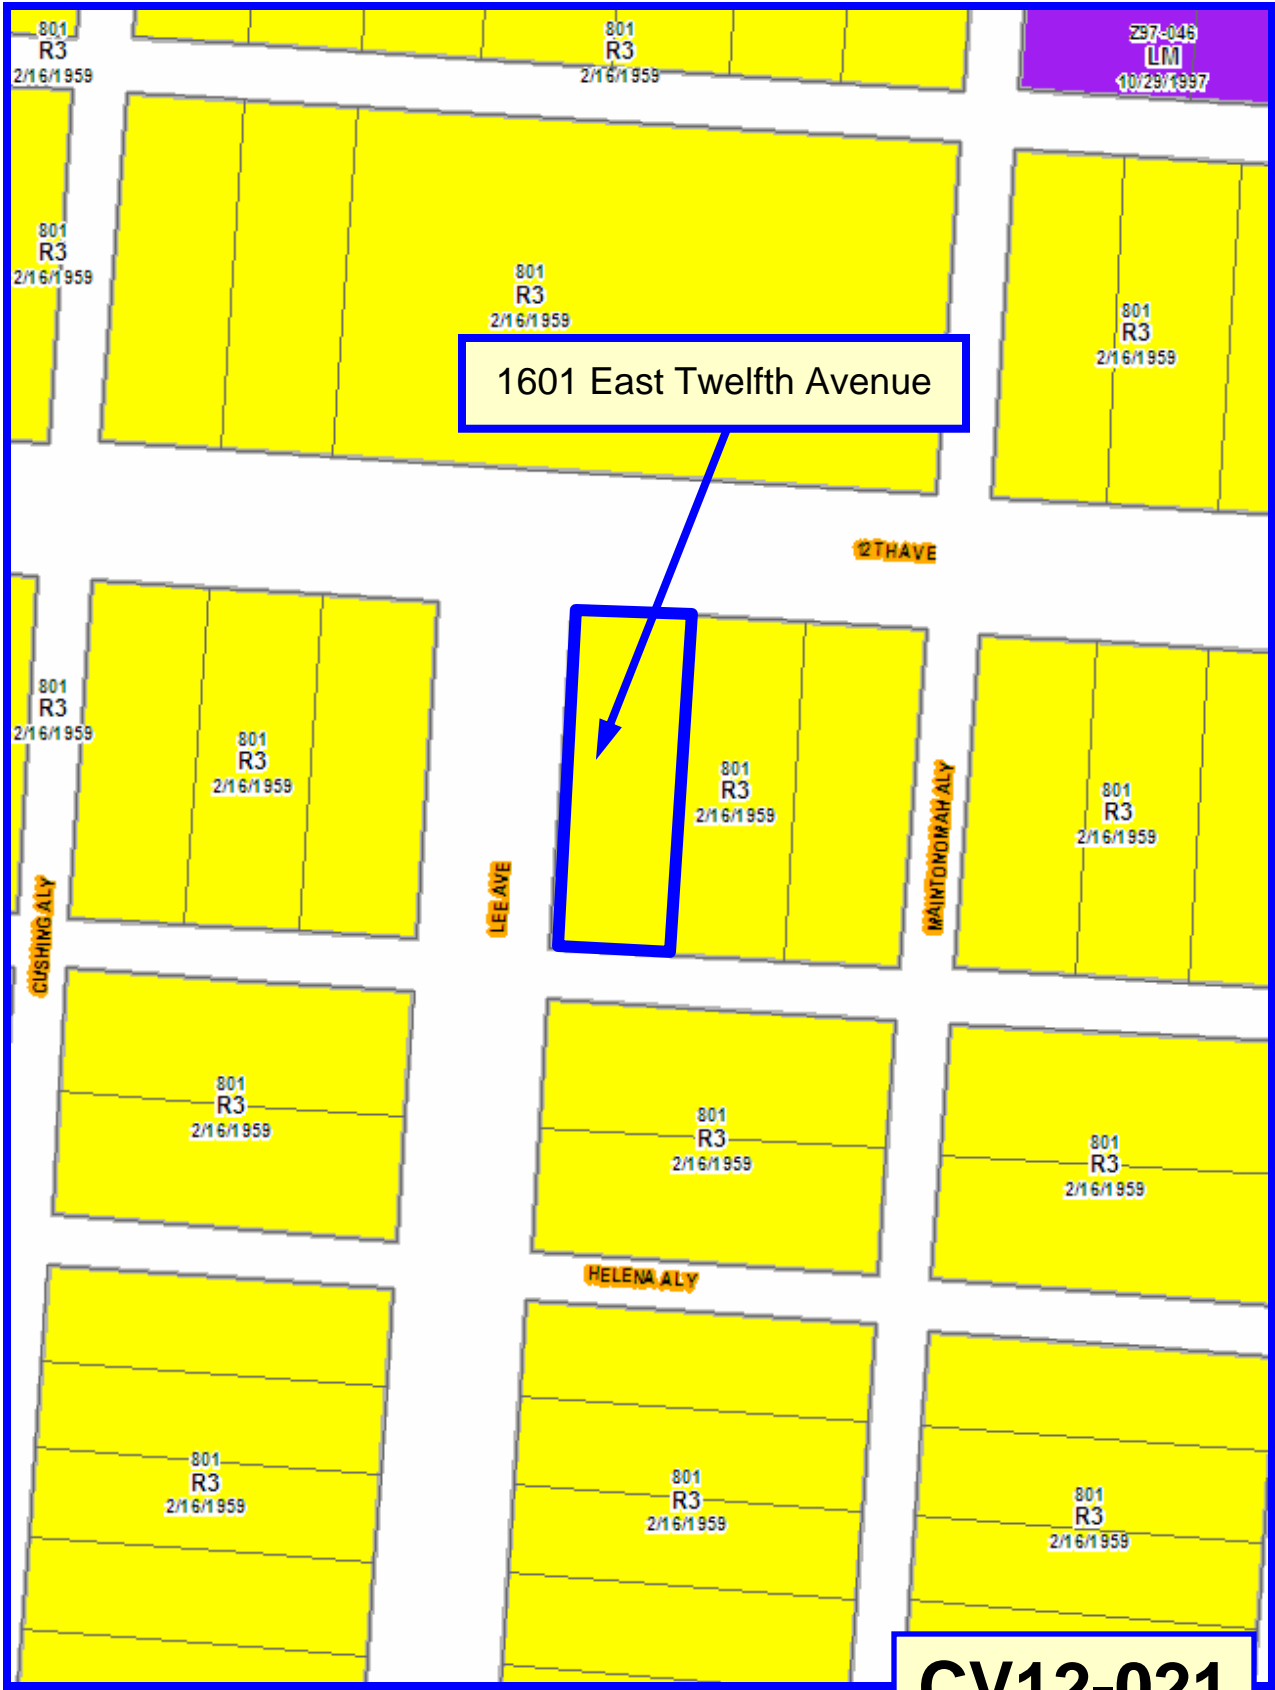 801
R3
2/16/1959
801
R3
2/16/1959
Z97-046
LM
10/29/1997
801
R3
2/16/1959
801
R3
2/16/1959
801
R3
2/16/1959
1601 East Twelfth Avenue
12TH AVE
801
R3
2/16/1959
801
R3
2/16/1959
801
R3
2/16/1959
801
R3
2/16/1959
MAINTONOMAH ALY
LEE AVE
CUSHING ALY
801
R3
2/16/1959
801
R3
2/16/1959
801
R3
2/16/1959
HELENA ALY
801
R3
2/16/1959
801
R3
2/16/1959
801
R3
2/16/1959
CV12-021